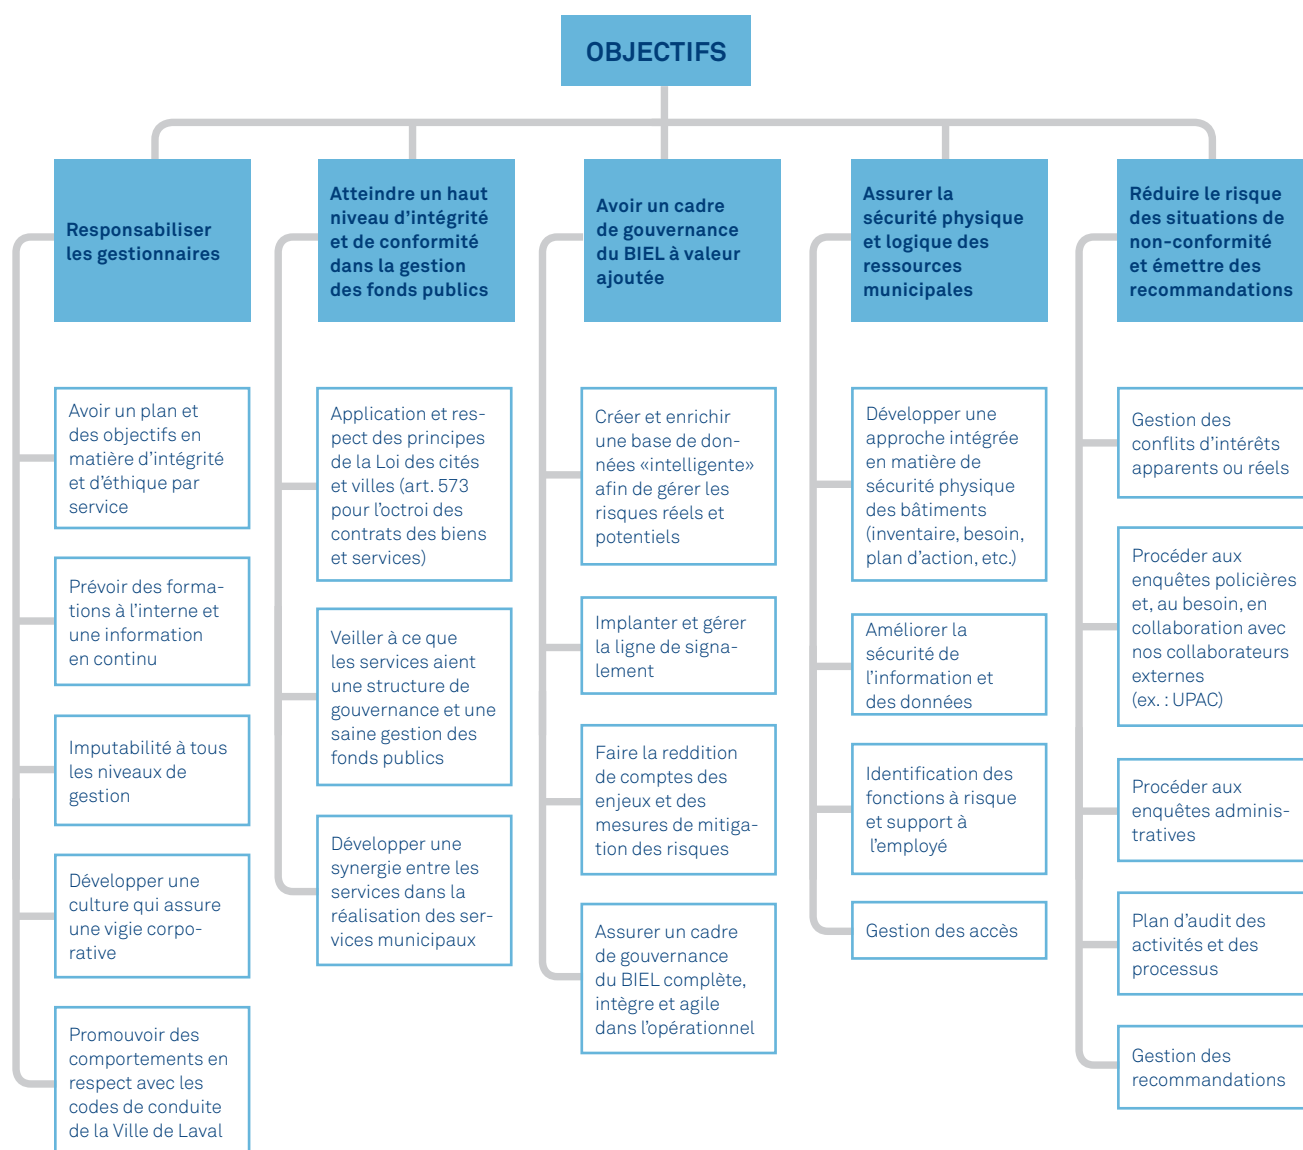 OBJECTIFS
Responsabiliser
les gestionnaires
Avoir un plan et
des objectifs en
matière d’intégrité
et d’éthique par
service
Prévoir des forma-
tions à l’interne et
une information
en continu
Imputabilité à tous
les niveaux de
gestion
Développer une
culture qui assure
une vigie corpo-
rative
Promouvoir des
comportements en
respect avec les
codes de conduite
de la Ville de Laval
Atteindre un haut
niveau d’intégrité
et de conformité
dans la gestion
des fonds publics
Application et res-
pect des principes
de la Loi des cités
et villes (art. 573
pour l’octroi des
contrats des biens
et services)
Veiller à ce que
les services aient
une structure de
gouvernance et une
saine gestion des
fonds publics
Développer une
synergie entre les
services dans la
réalisation des ser-
vices municipaux
Avoir un cadre
de gouvernance
du BIEL à valeur
ajoutée
Créer et enrichir
une base de don-
nées «intelligente»
afin de gérer les
risques réels et
potentiels
Implanter et gérer
la ligne de signa-
lement
Faire la reddition
de comptes des
enjeux et des
mesures de mitiga-
tion des risques
Assurer un cadre
de gouvernance
du BIEL complète,
intègre et agile
dans l’opérationnel
Assurer la
sécurité physique
et logique des
ressources
municipales
Développer une
approche intégrée
en matière de
sécurité physique
des bâtiments
(inventaire, besoin,
plan d’action, etc.)
Améliorer la
sécurité de
l’information et
des données
Identification des
fonctions à risque
et support à
l’employé
Gestion des accès
Réduire le risque
des situations de
non-conformité
et émettre des
recommandations
Gestion des
conflits d’intérêts
apparents ou réels
Procéder aux
enquêtes policières
et, au besoin, en
collaboration avec
nos collaborateurs
externes
(ex. : UPAC)
Procéder aux
enquêtes adminis-
tratives
Plan d’audit des
activités et des
processus
Gestion des
recommandations